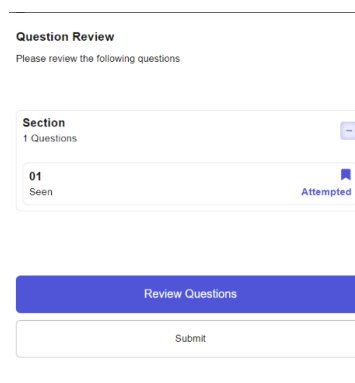 Question Review
Please review the following questions
Section
1 Questions
01
Seen
Attempted
Review Questions
Submit